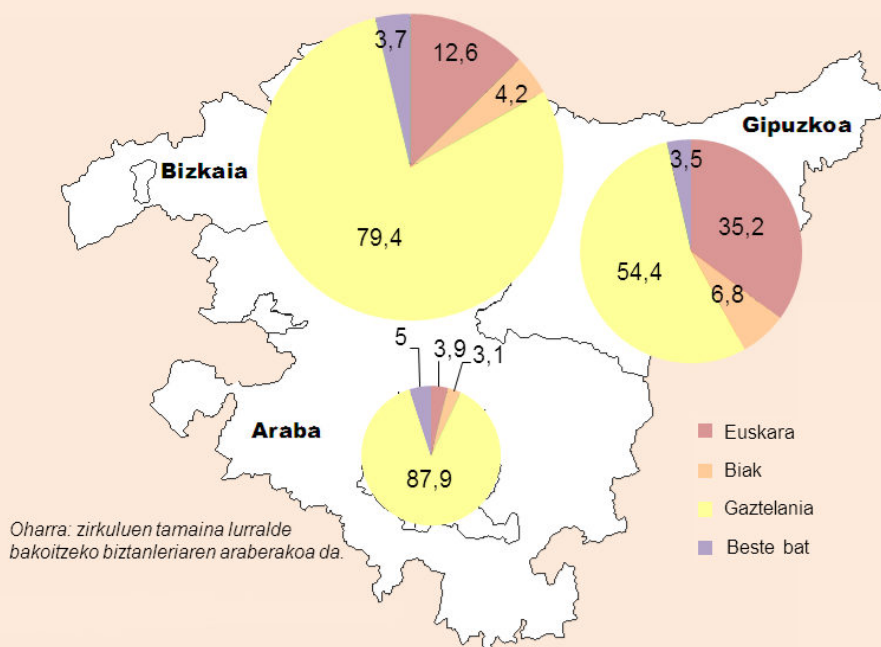 3,7
12,6
4,2
Bizkaia
79,4
Gipuzkoa
3,5
35,2
54,4
6,8
5
3,9
3,1
Araba
87,9
Euskara
Biak
Gaztelania
Beste bat
Oharra: zirkuluen tamaina lurralde
bakoitzeko biztanleriaren araberakoa da.